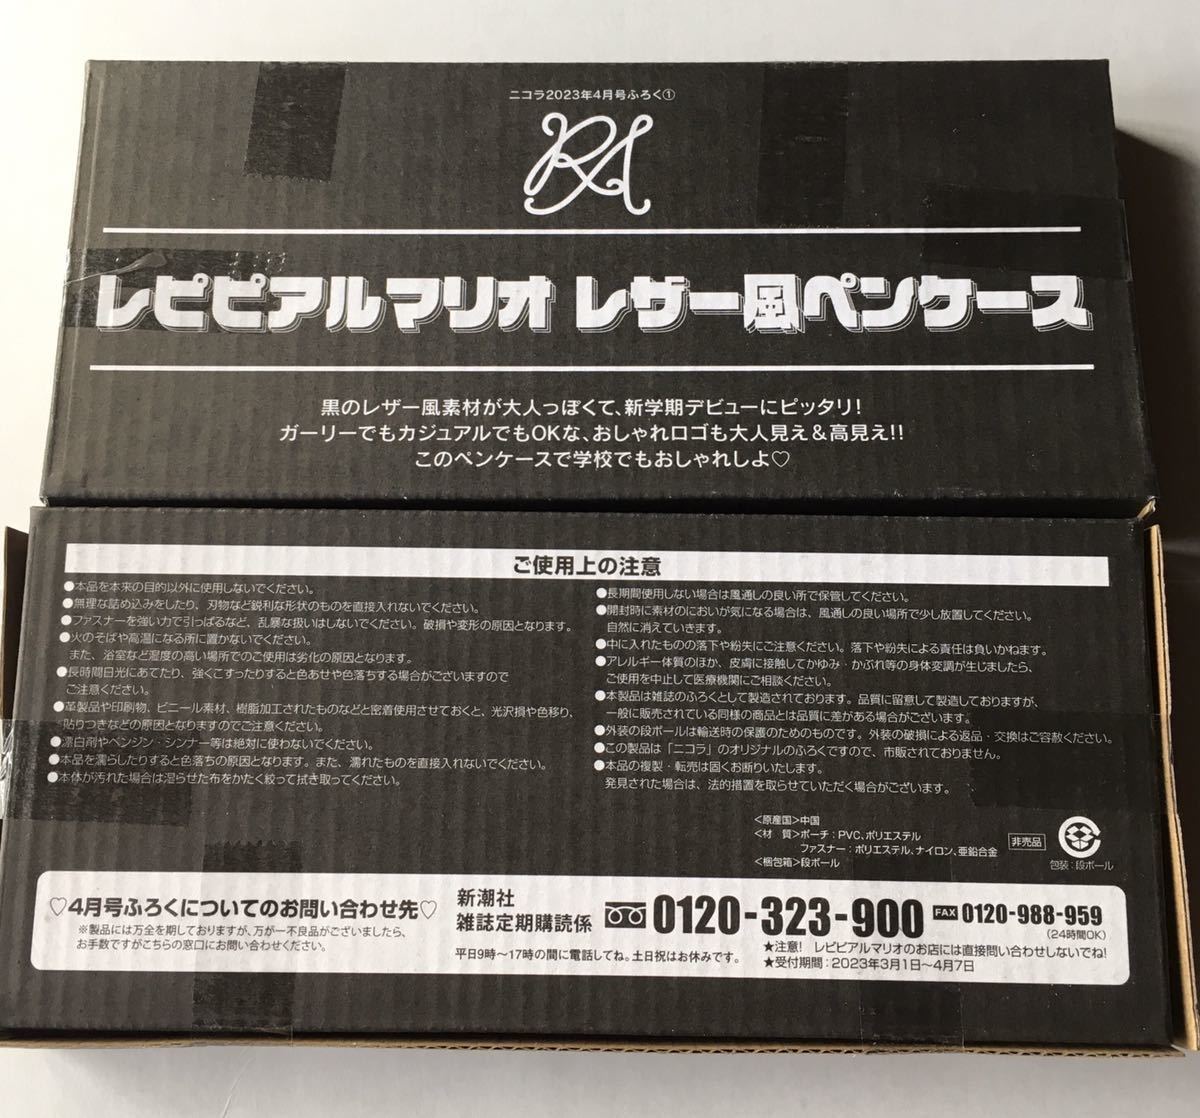 ニコラ2023年4月号ふろく①
RA
レピピアルマリオ レザー風ペンケース
黒のレザー風素材が大人っぽくて、新学期デビューにピッタリ!
ガーリーでもカジュアルでもOKな、おしゃれロゴも大人見え&高見え!!
このペンケースで学校でもおしゃれしよ♡
ご使用上の注意
●本品を本来の目的以外に使用しないでください。
●無理な詰め込みをしたり、刃物など鋭利な形状のものを直接入れないでください。
●ファスナーを強い力で引っぱるなど、乱暴な扱いはしないでください。破損や変形の原因となります。
●火のそばや高温になる所に置かないでください。
また、浴室など湿度の高い場所でのご使用は劣化の原因となります。
●長時間日光にあてたり、強くこすったりすると色あせや色落ちする場合がございますので
ご注意ください。
●革製品や印刷物、ビニール素材、樹脂加工されたものなどと密着使用させておくと、光沢損や色移り、
貼りつきなどの原因となりますのでご注意ください。
●漂白剤やベンジン・シンナー等は絶対に使わないでください。
●本品を濡らしたりすると色落ちの原因となります。また、濡れたものを直接入れないでください。
●本体が汚れた場合は湿らせた布をかたく絞って拭き取ってください。
●長期間使用しない場合は風通しの良い所で保管してください。
●開封時に素材のにおいが気になる場合は、風通しの良い場所で少し放置してください。
自然に消えていきます。
●中に入れたものの落下や紛失にご注意ください。落下や紛失による責任は負いかねます。
●アレルギー体質のほか、皮膚に接触してかゆみ・かぶれ等の身体変調が生じましたら、
ご使用を中止して医療機関にご相談ください。
●本製品は雑誌のふろくとして製造されております。品質に留意して製造しておりますが、
一般に販売されている同様の商品とは品質に差がある場合がございます。
●外装の段ボールは輸送時の保護のためのものです。外装の破損による返品・交換はご容赦ください。
●この製品は「ニコラ」のオリジナルのふろくですので、市販されておりません。
●本品の複製・転売は固くお断りいたします。
発見された場合は、法的措置を取らせていただく場合がございます。
<原産国>中国
<材 質>ポーチ:PVC、ポリエステル
ファスナー:ポリエステル、ナイロン、亜鉛合金
<梱包箱>段ボール
非売品
包装:段ボール
♡4月号ふろくについてのお問い合わせ先♡
※製品には万全を期しておりますが、万が一不良品がございましたら、
お手数ですがこちらの窓口にお問い合わせください。
新潮社
雑誌定期購読係
0120-323-900
FAX 0120-988-959
(24時間OK)
平日9時〜17時の間に電話してね。土日祝はお休みです。
★注意! レピピアルマリオのお店には直接問い合わせしないでね!
★受付期間:2023年3月1日〜4月7日